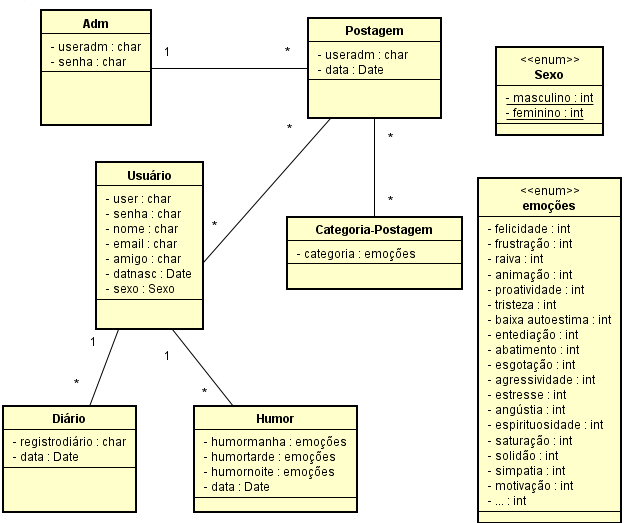 Adm
- useradm : char
- senha : char
1
*
Postagem
- useradm : char
- data : Date
<<enum>>
Sexo
- masculino : int
- feminino : int
*
*
*
*
Usuário
- user : char
- senha : char
- nome : char
- email : char
- amigo : char
- datnasc : Date
- sexo : Sexo
Categoria-Postagem
- categoria : emoções
<<enum>>
emoções
- felicidade : int
- frustração : int
- raiva : int
- animação : int
- proatividade : int
- tristeza : int
- baixa autoestima : int
- entediação : int
- abatimento : int
- esgotação : int
- agressividade : int
- estresse : int
- angústia : int
- espirituosidade : int
- saturação : int
- solidão : int
- simpatia : int
- motivação : int
- ... : int
1
*
1
*
Diário
- registrodiário : char
- data : Date
Humor
- humormanha : emoções
- humortarde : emoções
- humornoite : emoções
- data : Date